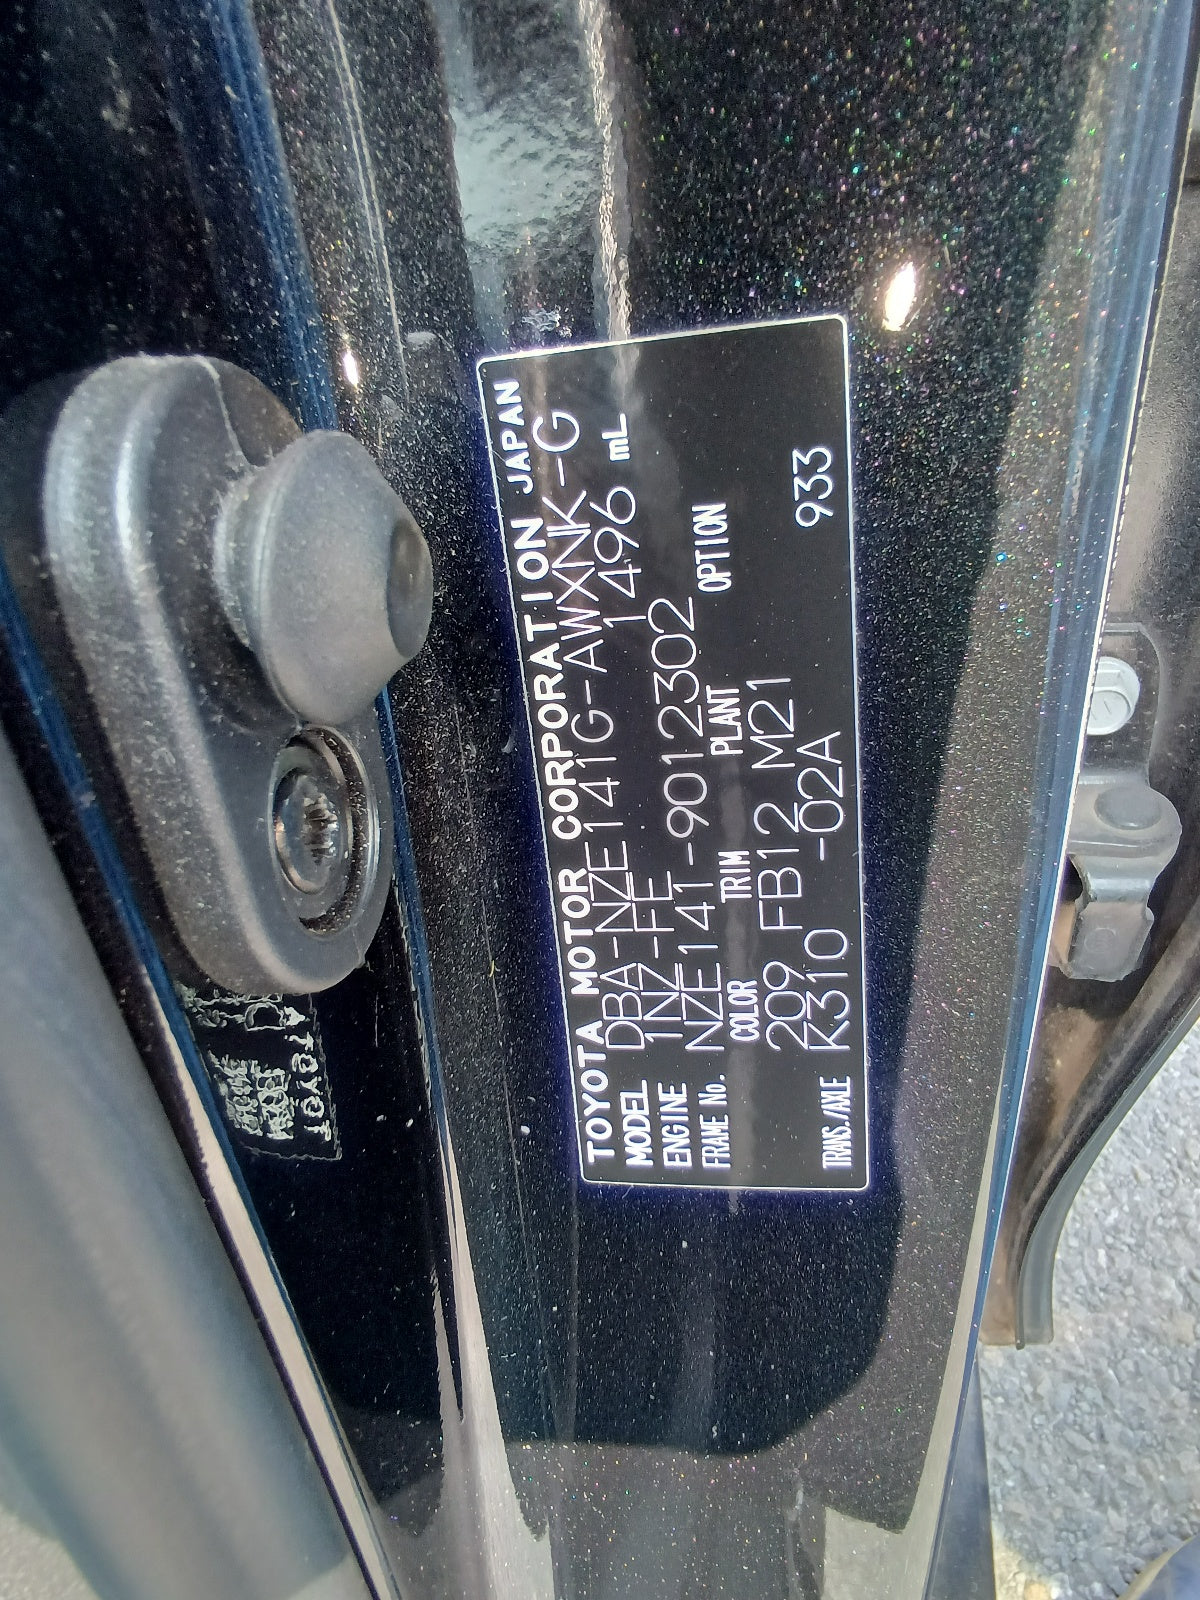 TOYOTA MOTOR CORPORATION JAPAN
MODEL DBA-NZE141G-AWXNK-G
ENGINE 1NZ-FE 1496 mL
FRAME No. NZE141-9012302
COLOR TRIM PLANT OPTION
209 FB12 M21
TRANS./AXLE K310 -02A 933